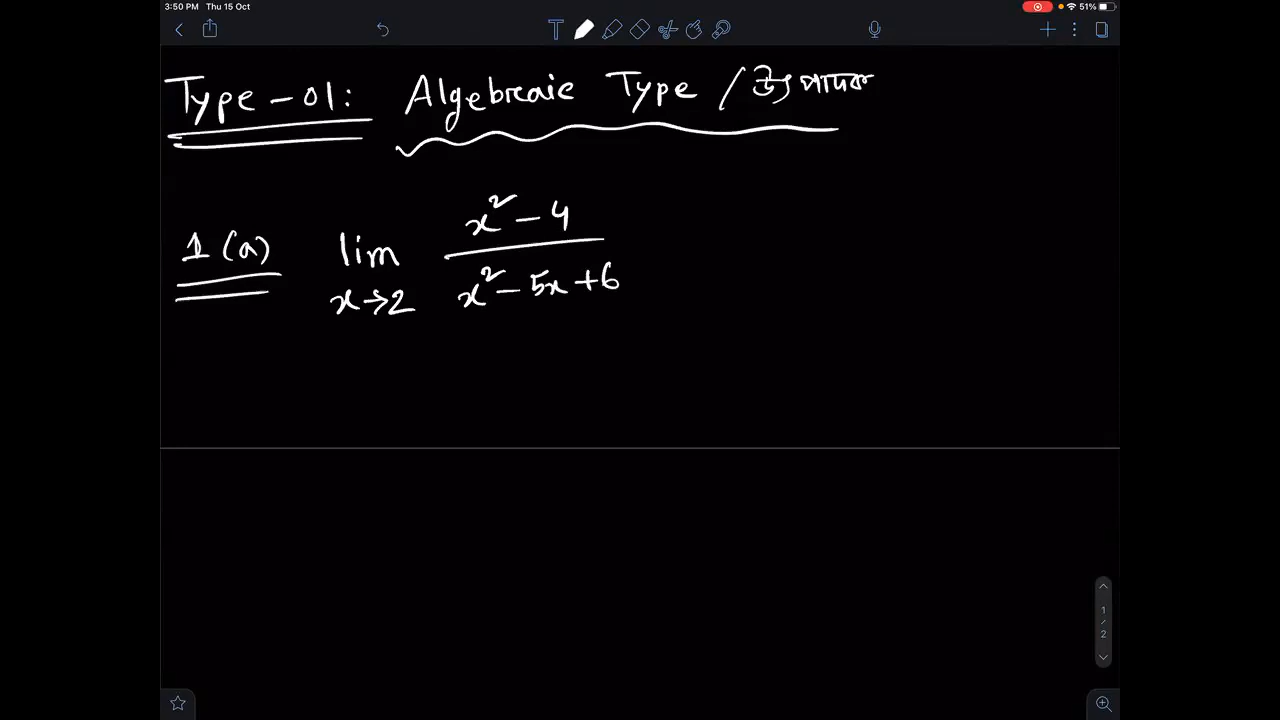 3:50 PM Thu 15 Oct 51%
Type-01: Algebraic Type / উৎপাদক
1 (a) lim x→2 x²-4 / x²-5x+6
1/2